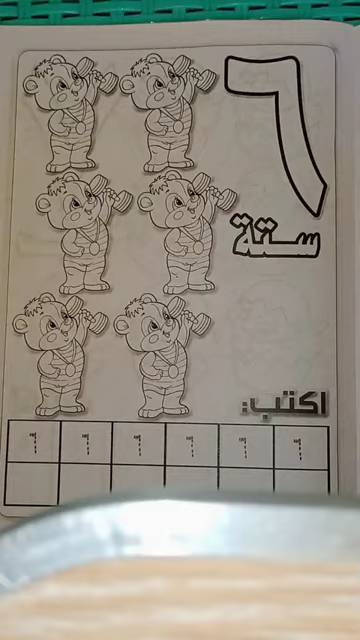 ٦
ستة
اكتب:
٦ ٦ ٦ ٦ ٦ ٦